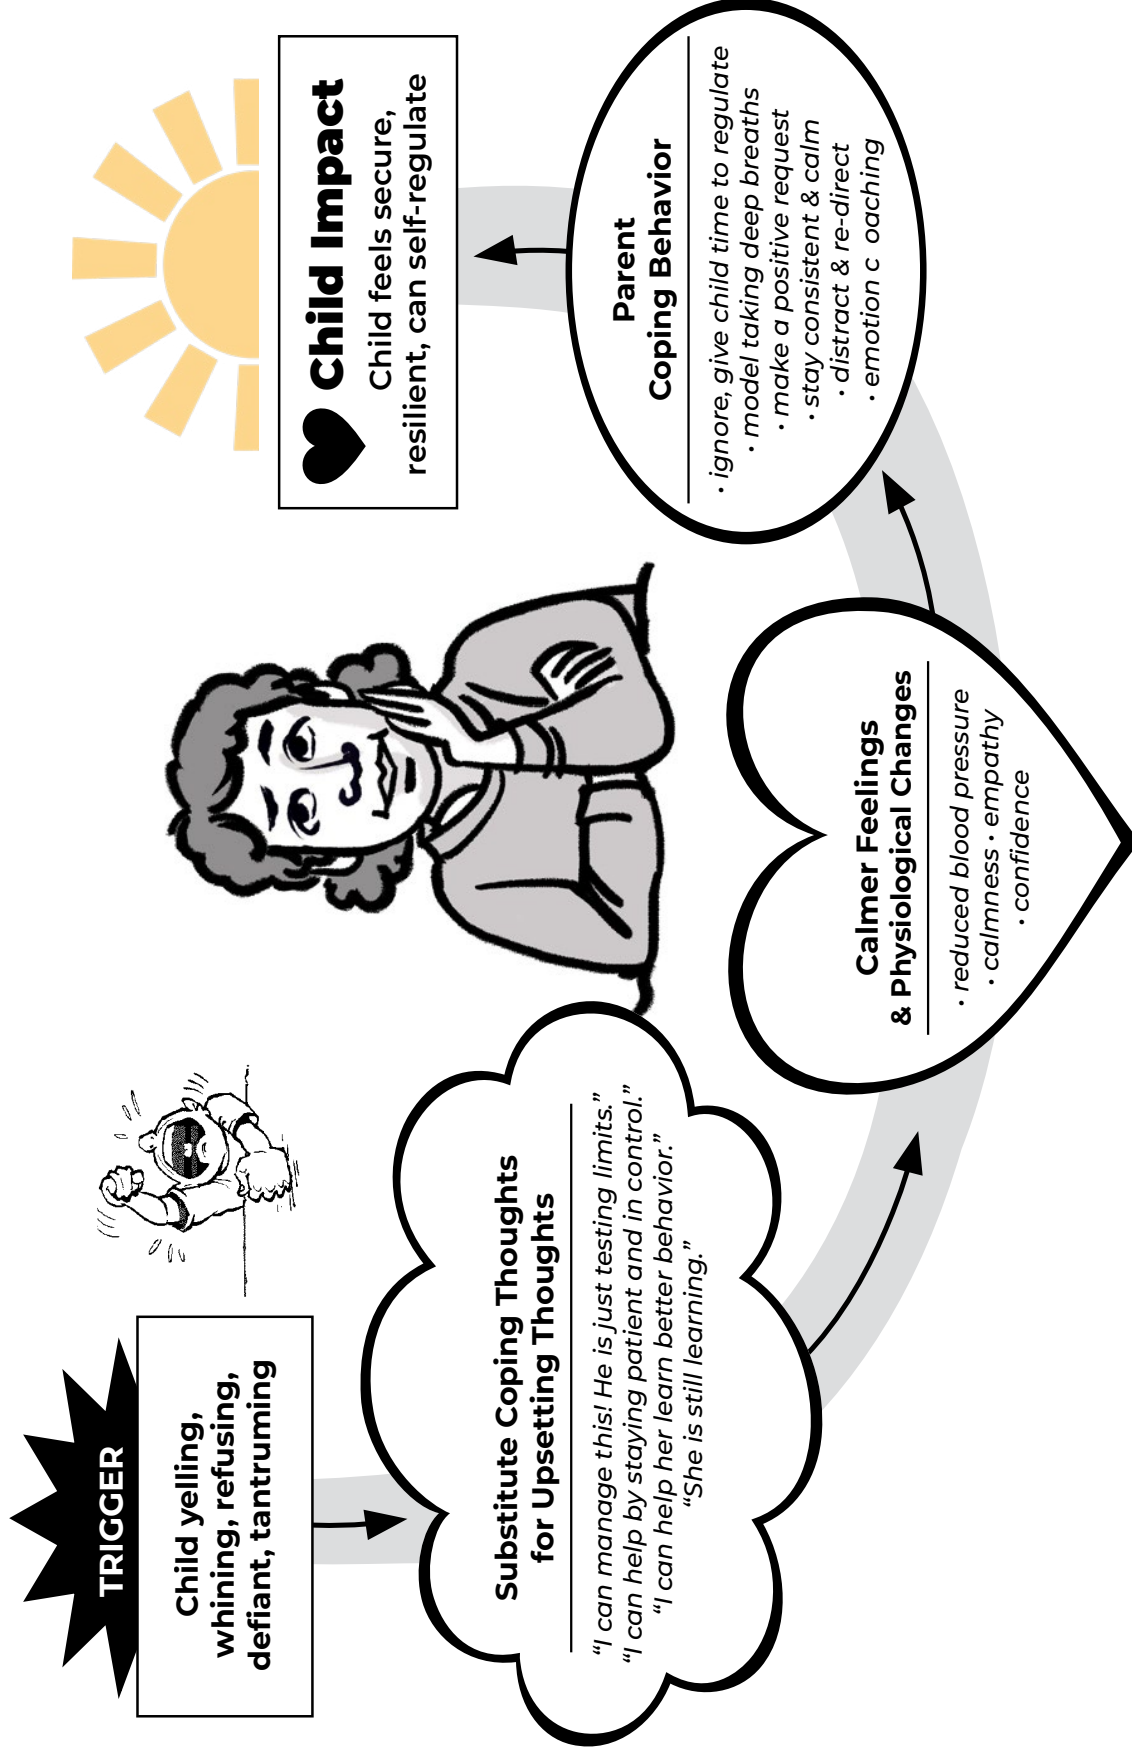 TRIGGER
Child yelling,
whining, refusing,
defiant, tantruming
Substitute Coping Thoughts
for Upsetting Thoughts
“I can manage this! He is just testing limits.”
“I can help by staying patient and in control.”
“I can help her learn better behavior.”
“She is still learning.”
Calmer Feelings
& Physiological Changes
• reduced blood pressure
• calmness • empathy
• confidence
Parent
Coping Behavior
• ignore, give child time to regulate
• model taking deep breaths
• make a positive request
• stay consistent & calm
• distract & re-direct
• emotion c oaching
Child Impact
Child feels secure,
resilient, can self-regulate